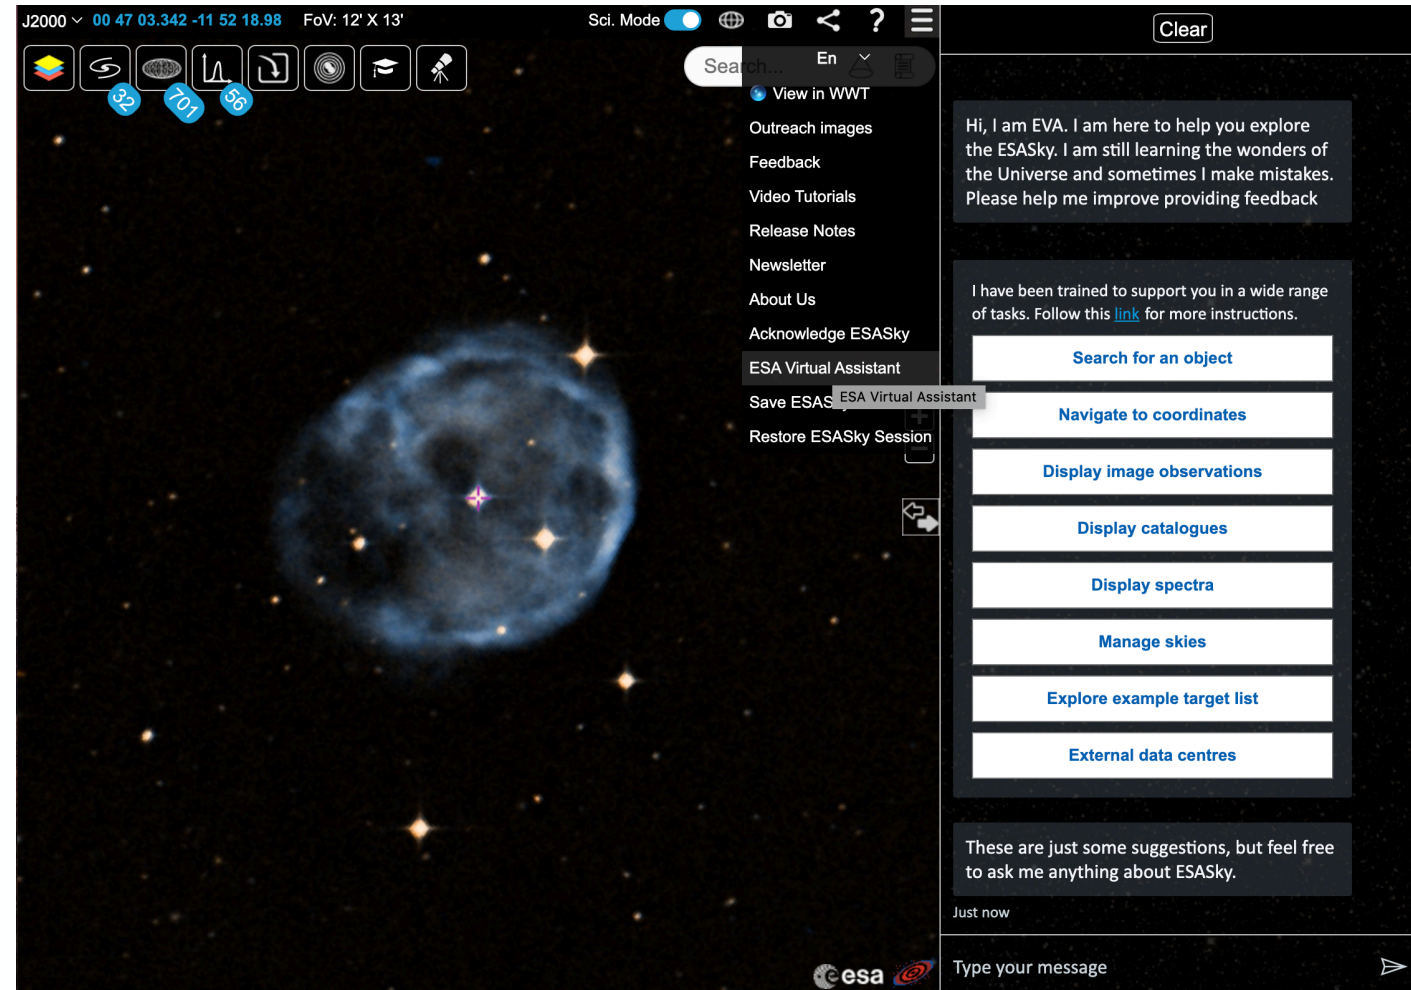 J2000 00 47 03.342 -11 52 18.98 FoV: 12' X 13' Sci. Mode
32 701 56
Search...
En
View in WWT
Outreach images
Feedback
Video Tutorials
Release Notes
Newsletter
About Us
Acknowledge ESASky
ESA Virtual Assistant
ESA Virtual Assistant
Save ESAS
Restore ESASky Session
esa
Clear
Hi, I am EVA. I am here to help you explore
the ESASky. I am still learning the wonders of
the Universe and sometimes I make mistakes.
Please help me improve providing feedback
I have been trained to support you in a wide range
of tasks. Follow this link for more instructions.
Search for an object
Navigate to coordinates
Display image observations
Display catalogues
Display spectra
Manage skies
Explore example target list
External data centres
These are just some suggestions, but feel free
to ask me anything about ESASky.
Just now
Type your message